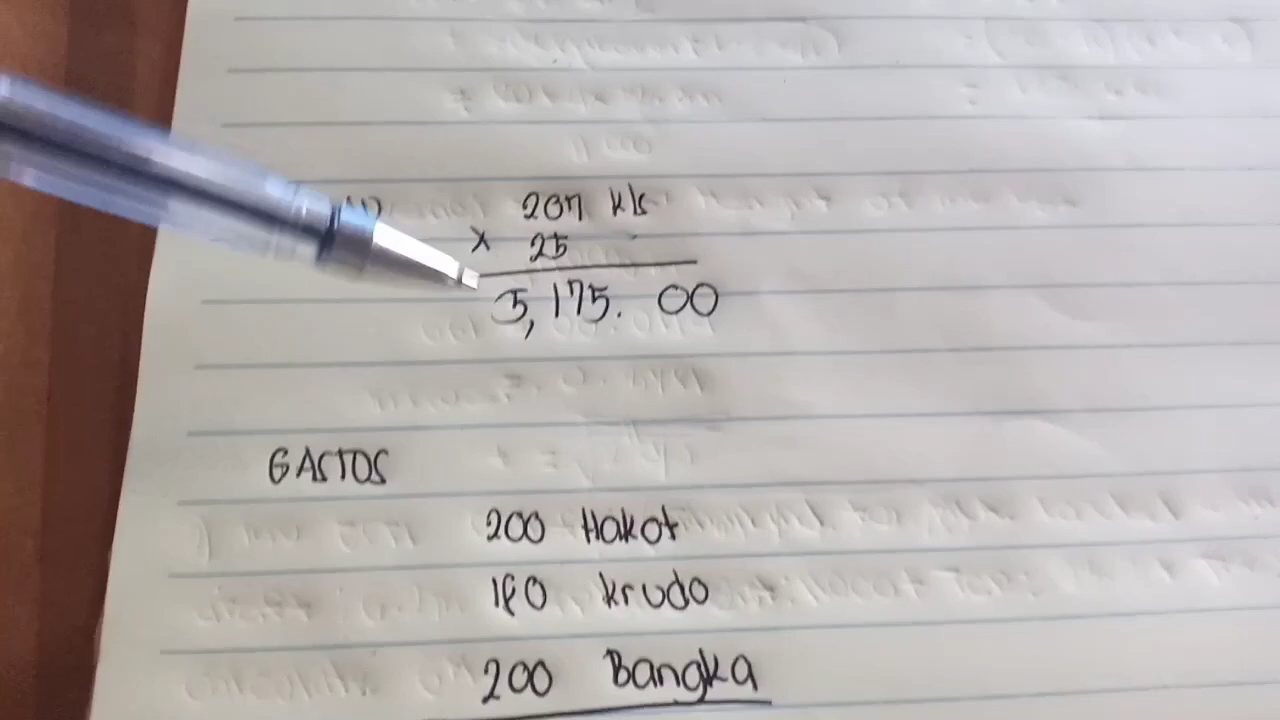 207 kls
x 25
5,175.00
GASTOS
200 Hakot
180 krudo
200 Bangka